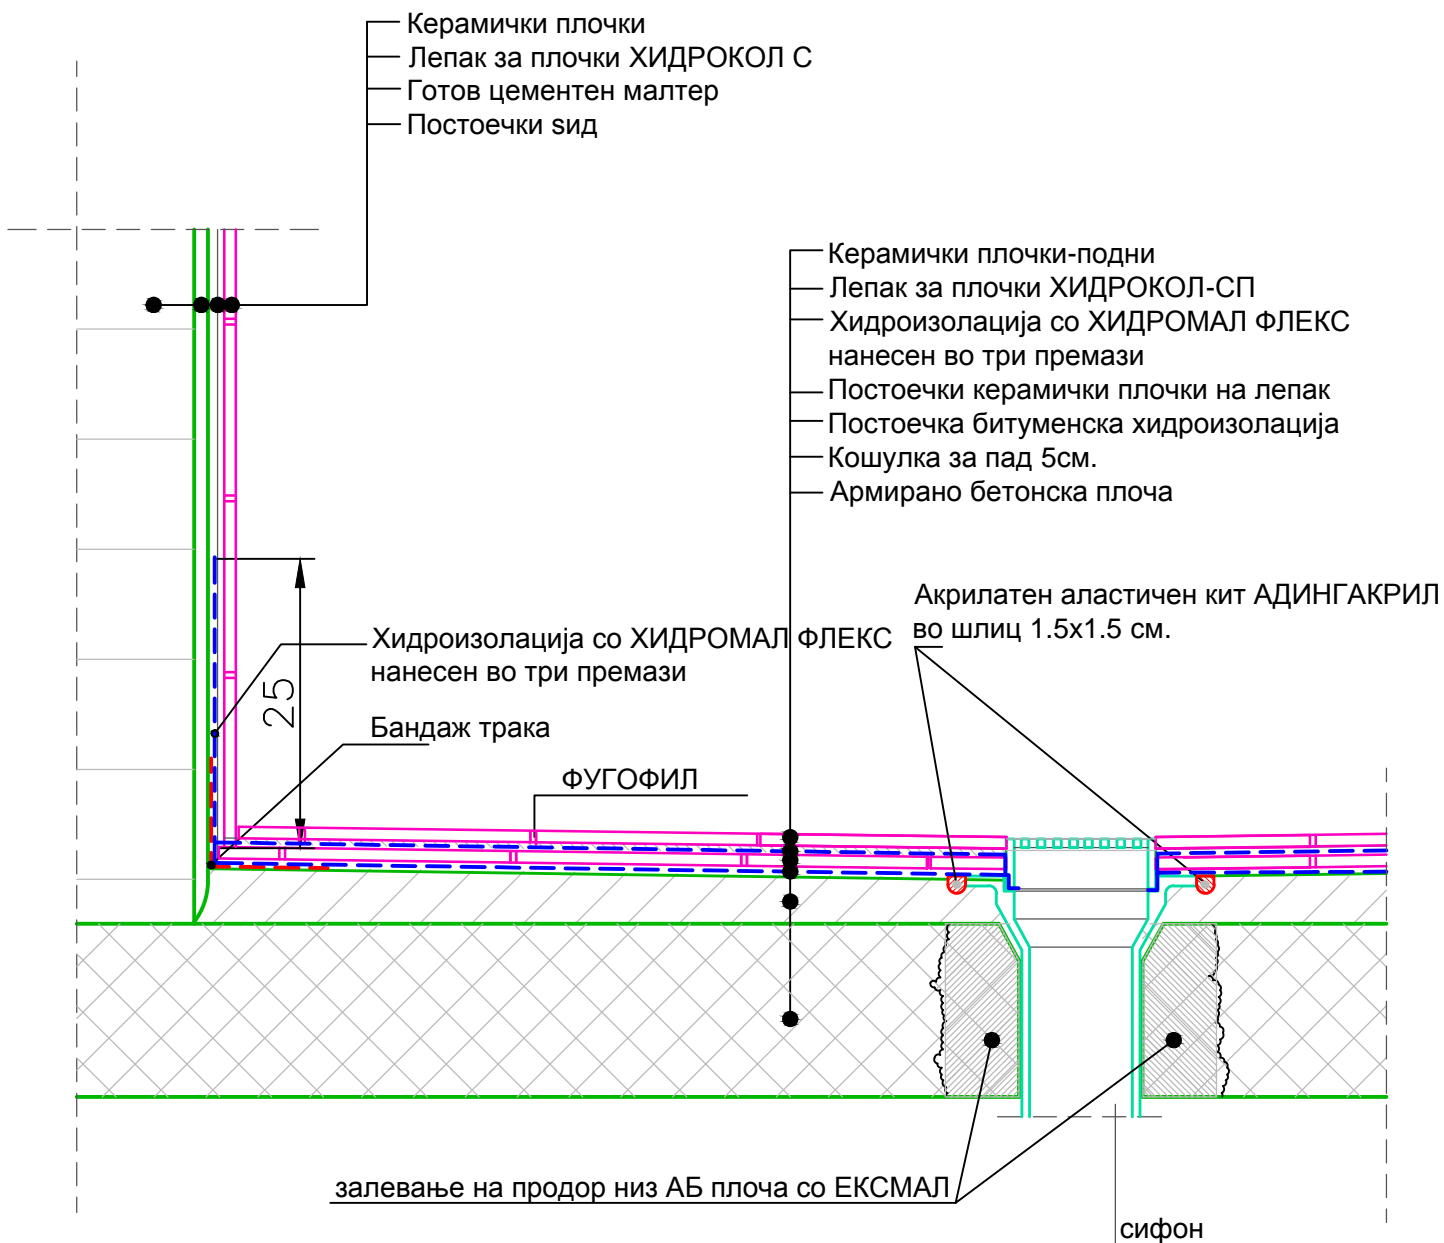 Керамички плочки
Лепак за плочки ХИДРОКОЛ С
Готов цементен малтер
Постоечки ѕид
Керамички плочки-подни
Лепак за плочки ХИДРОКОЛ-СП
Хидроизолација со ХИДРОМАЛ ФЛЕКС
нанесен во три премази
Постоечки керамички плочки на лепак
Постоечка битуменска хидроизолација
Кошулка за пад 5см.
Армирано бетонска плоча
Акрилатен аластичен кит АДИНГАКРИЛ
во шлиц 1.5x1.5 см.
Хидроизолација со ХИДРОМАЛ ФЛЕКС
нанесен во три премази
25
Бандаж трака
ФУГОФИЛ
залевање на продор низ АБ плоча со ЕКСМАЛ
сифон